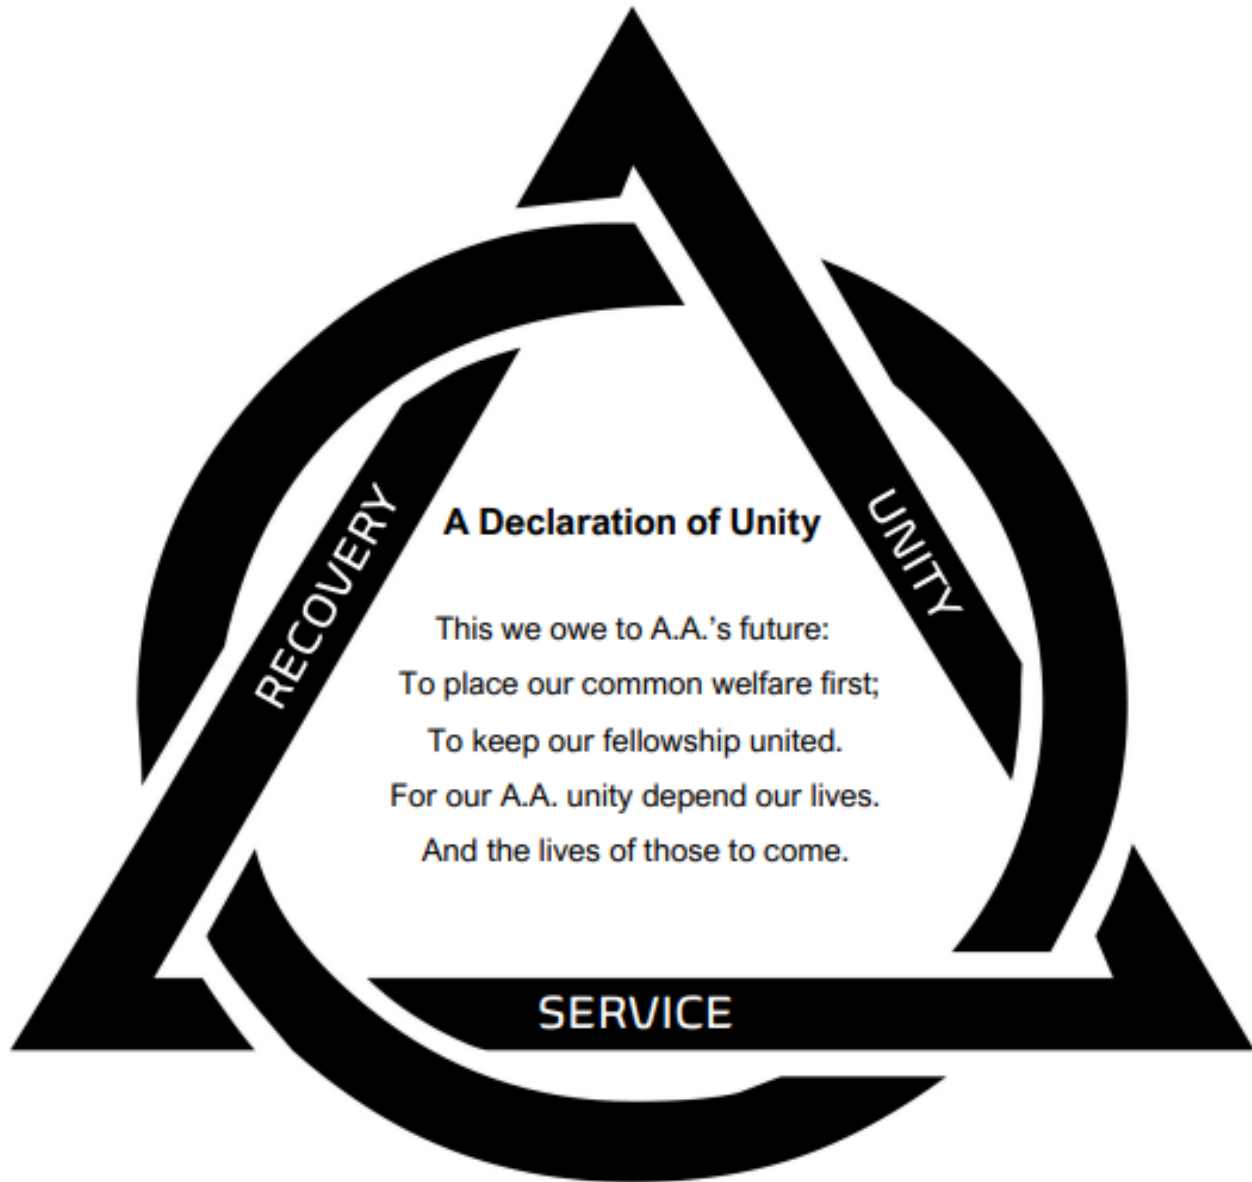 RECOVERY
UNITY
A Declaration of Unity
This we owe to A.A.’s future:
To place our common welfare first;
To keep our fellowship united.
For our A.A. unity depend our lives.
And the lives of those to come.
SERVICE